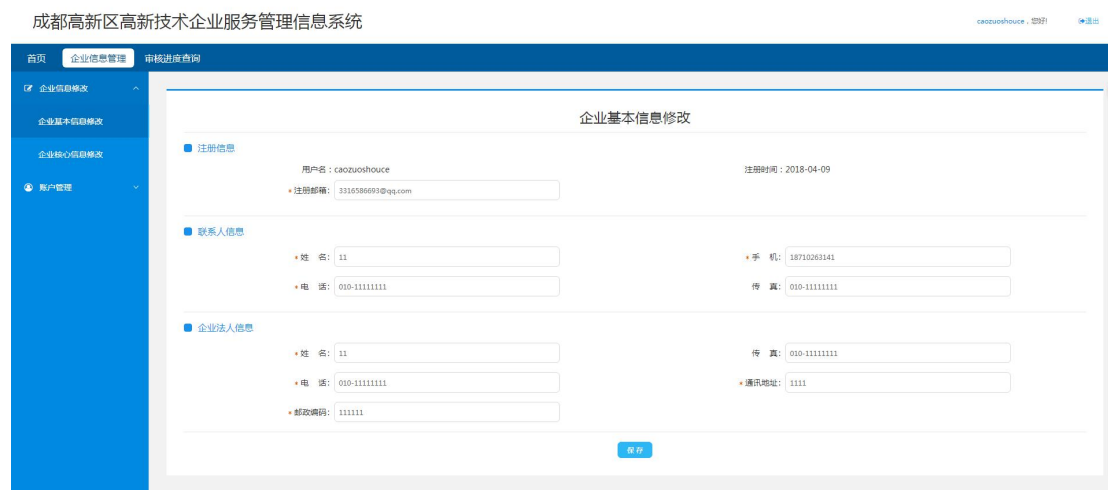 成都高新区高新技术企业服务管理信息系统
caozuoshouce，您好! 退出
首页 企业信息管理 审核进度查询
企业信息修改
企业基本信息修改
企业核心信息修改
账户管理
企业基本信息修改
注册信息
用户名：caozuoshouce 注册时间：2018-04-09
*注册邮箱： 3316586693@qq.com
联系人信息
*姓 名： 11 *手 机： 18710263141
*电 话： 010-11111111 传 真： 010-11111111
企业法人信息
*姓 名： 11 传 真： 010-11111111
*电 话： 010-11111111 *通讯地址： 1111
*邮政编码： 111111
保存